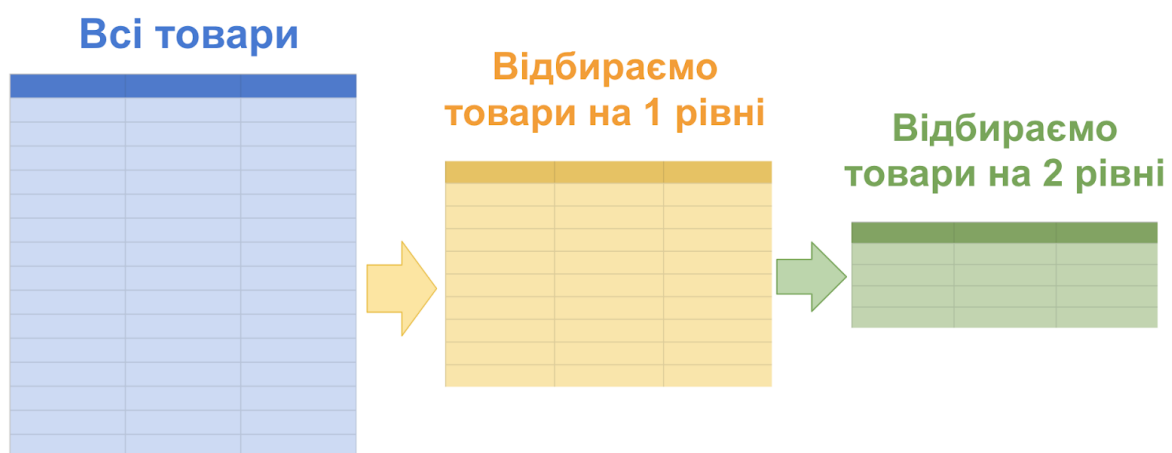 Всі товари
Відбираємо
товари на 1 рівні
Відбираємо
товари на 2 рівні